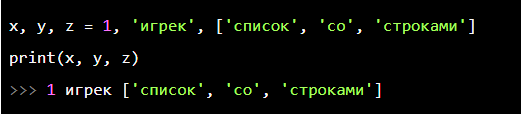 x, y, z = 1, 'игрек', ['список', 'со', 'строками']
print(x, y, z)
>>> 1 игрек ['список', 'со', 'строками']